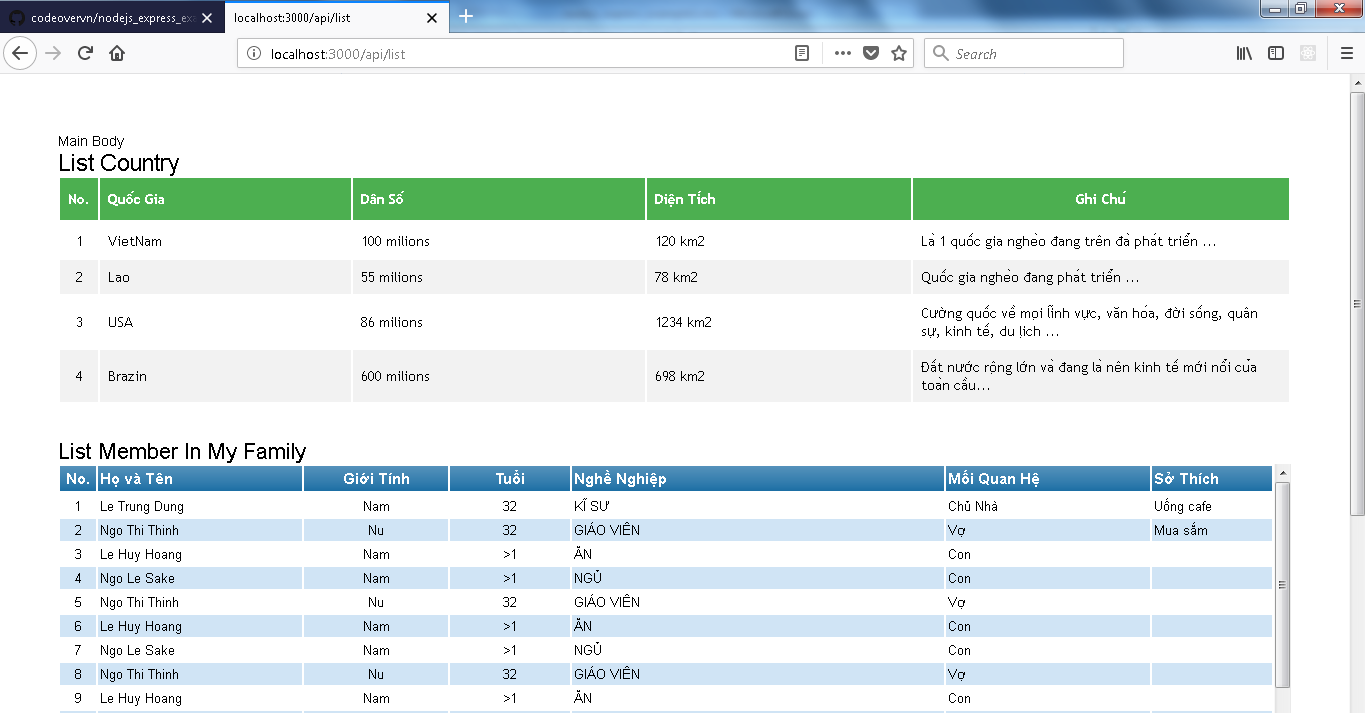 codeovervn/nodejs_express_exa
localhost:3000/api/list
localhost:3000/api/list
Search
Main Body
List Country
No. Quốc Gia Dân Số Diện Tích Ghi Chú
1 VietNam 100 milions 120 km2 Là 1 quốc gia nghèo đang trên đà phát triển ...
2 Lao 55 milions 78 km2 Quốc gia nghèo đang phát triển ...
3 USA 86 milions 1234 km2 Cường quốc về mọi lĩnh vực, văn hóa, đời sống, quân
sự, kinh tế, du lịch ...
4 Brazin 600 milions 698 km2 Đất nước rộng lớn và đang là nên kinh tế mới nổi của
toàn cầu...
List Member In My Family
No. Họ và Tên Giới Tính Tuổi Nghề Nghiệp Mối Quan Hệ Sở Thích
1 Le Trung Dung Nam 32 KĨ SƯ Chủ Nhà Uống cafe
2 Ngo Thi Thinh Nu 32 GIÁO VIÊN Vợ Mua sắm
3 Le Huy Hoang Nam >1 ĂN Con
4 Ngo Le Sake Nam >1 NGỦ Con
5 Ngo Thi Thinh Nu 32 GIÁO VIÊN Vợ
6 Le Huy Hoang Nam >1 ĂN Con
7 Ngo Le Sake Nam >1 NGỦ Con
8 Ngo Thi Thinh Nu 32 GIÁO VIÊN Vợ
9 Le Huy Hoang Nam >1 ĂN Con